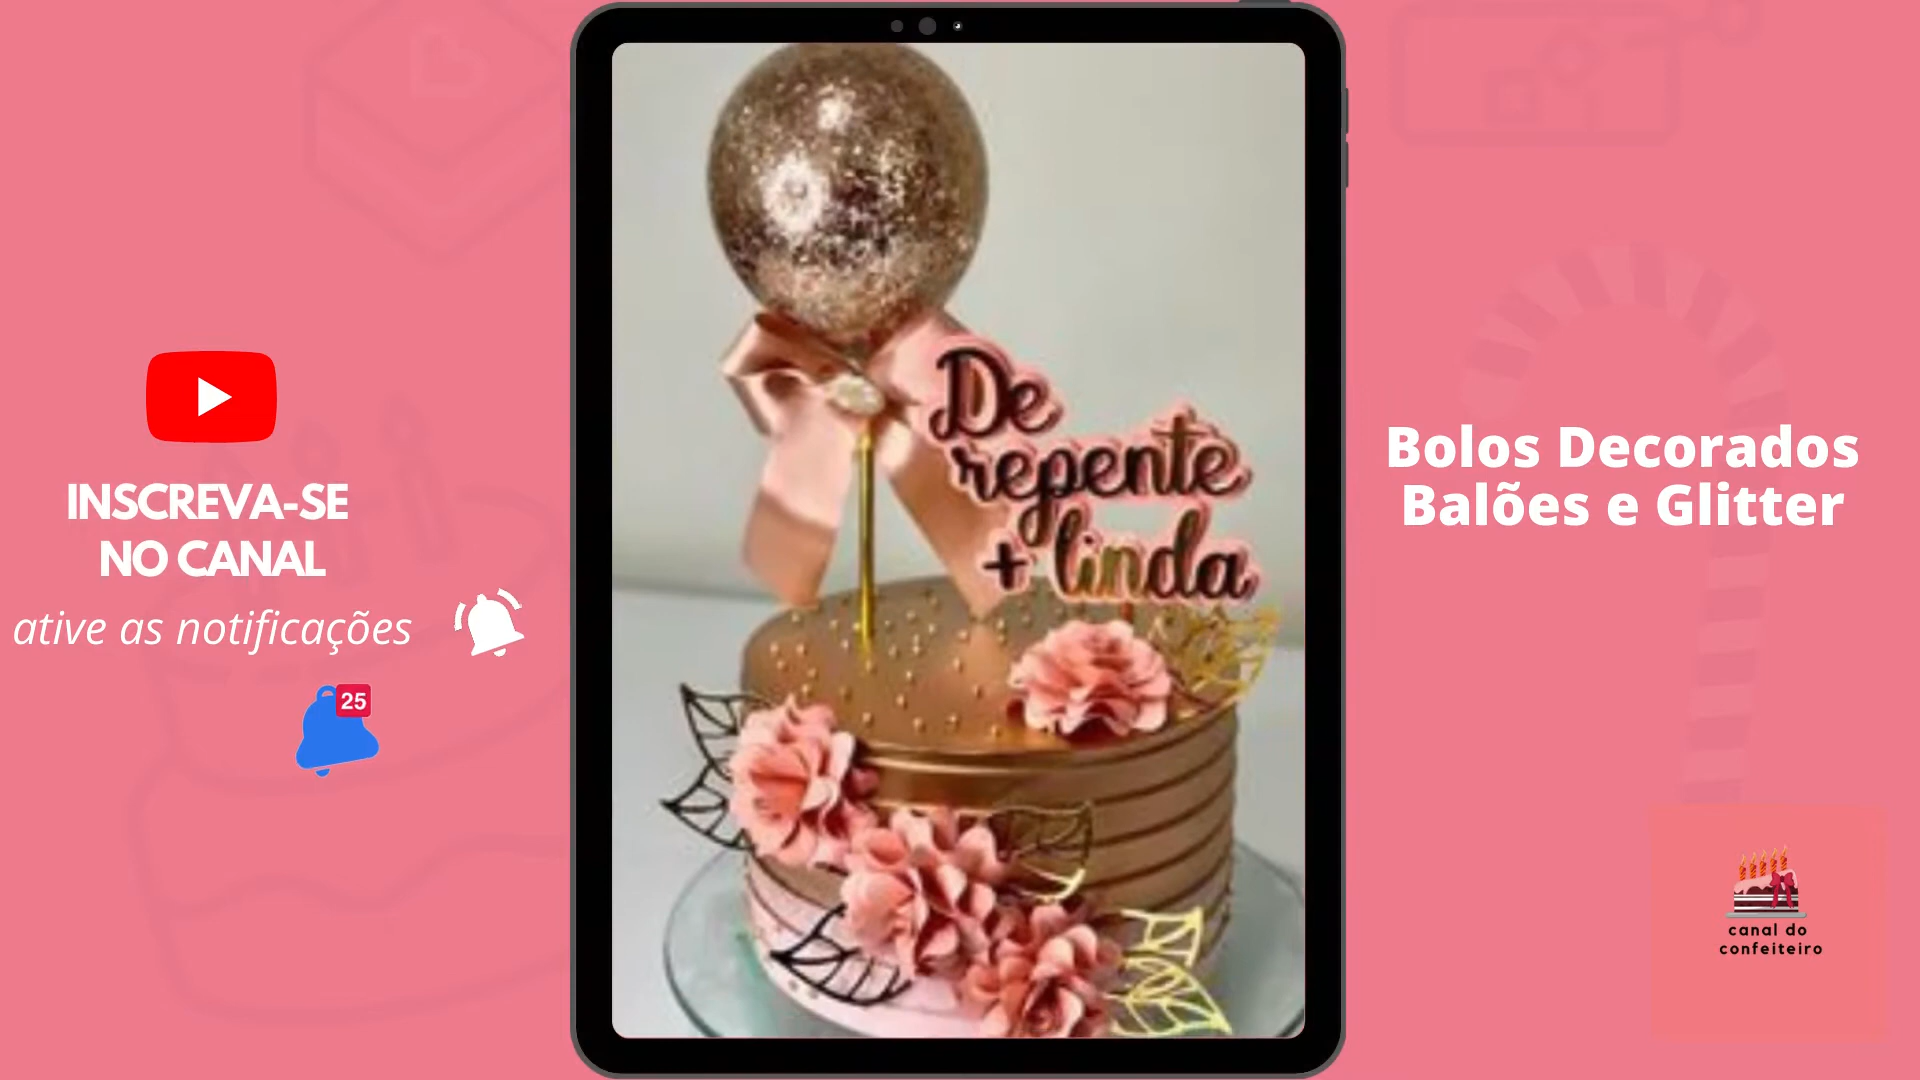 INSCREVA-SE
NO CANAL
ative as notificações
25
De
repente
+ linda
Bolos Decorados
Balões e Glitter
canal do
confeiteiro